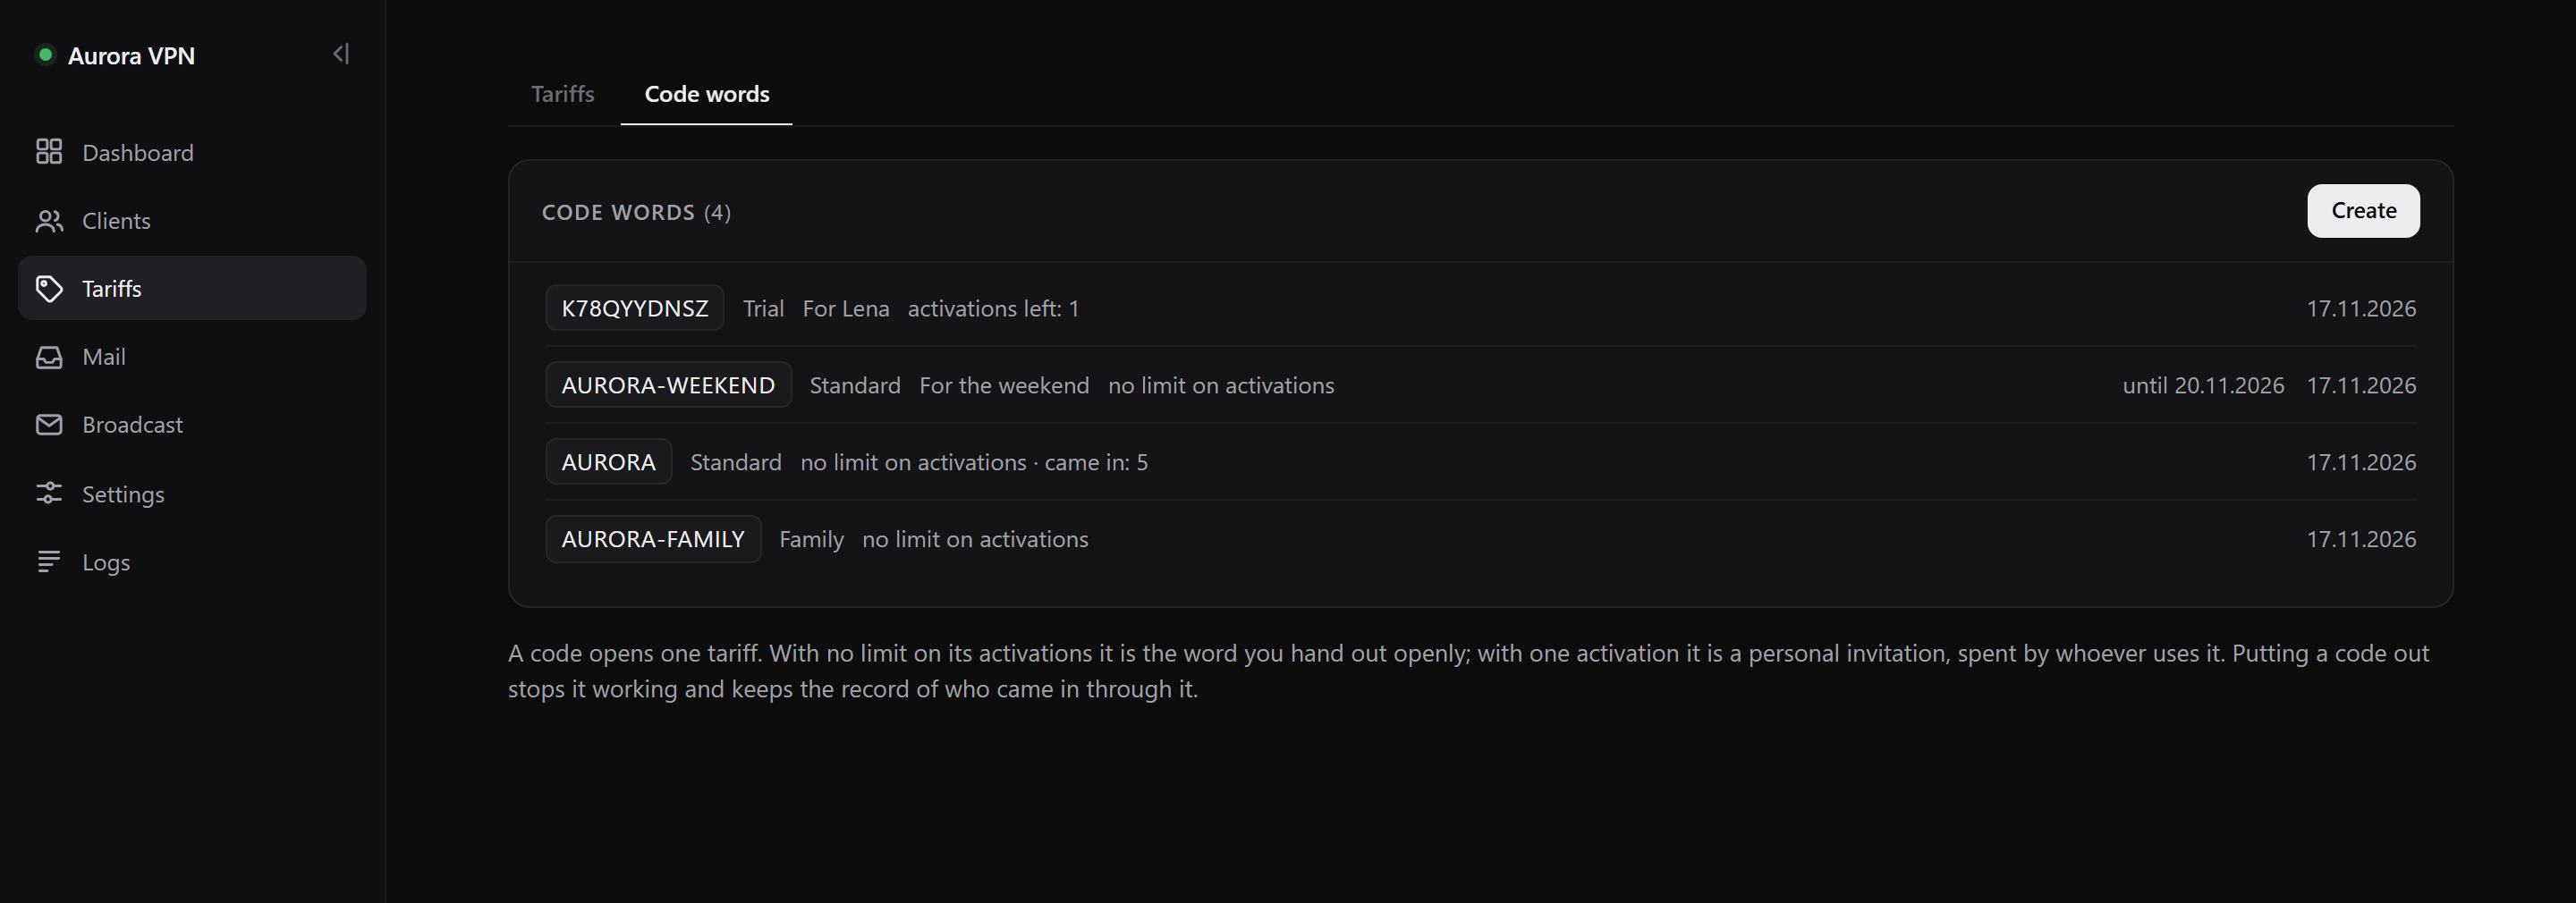 Aurora VPN
Dashboard
Clients
Tariffs
Mail
Broadcast
Settings
Logs
Tariffs Code words
CODE WORDS (4) Create
K78QYYDNSZ Trial For Lena activations left: 1 17.11.2026
AURORA-WEEKEND Standard For the weekend no limit on activations until 20.11.2026 17.11.2026
AURORA Standard no limit on activations · came in: 5 17.11.2026
AURORA-FAMILY Family no limit on activations 17.11.2026
A code opens one tariff. With no limit on its activations it is the word you hand out openly; with one activation it is a personal invitation, spent by whoever uses it. Putting a code out
stops it working and keeps the record of who came in through it.